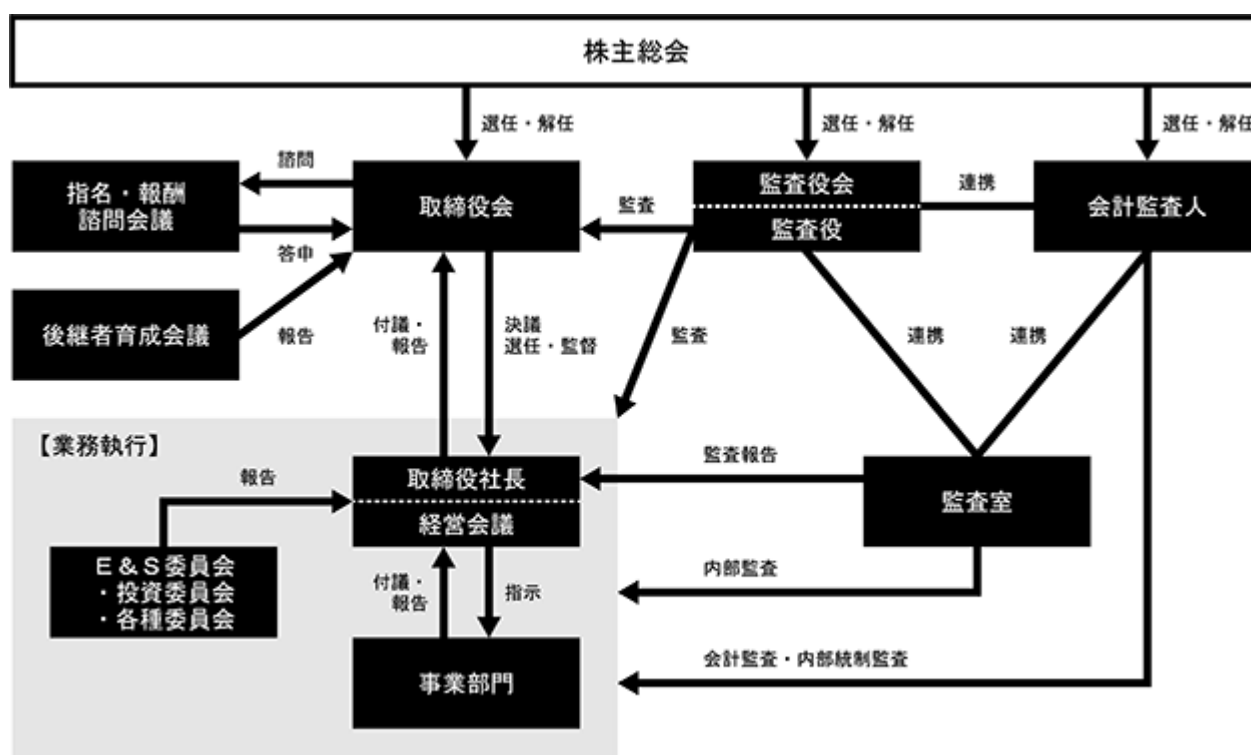 株主総会
選任・解任
選任・解任
選任・解任
諮問
指名・報酬
諮問会議
答申
取締役会
監査
監査役会
監査役
連携
会計監査人
後継者育成会議
報告
付議・
報告
決議
選任・監督
監査
連携
連携
【業務執行】
報告
取締役社長
経営会議
監査報告
監査室
E&S委員会
・投資委員会
・各種委員会
付議・
報告
指示
内部監査
事業部門
会計監査・内部統制監査